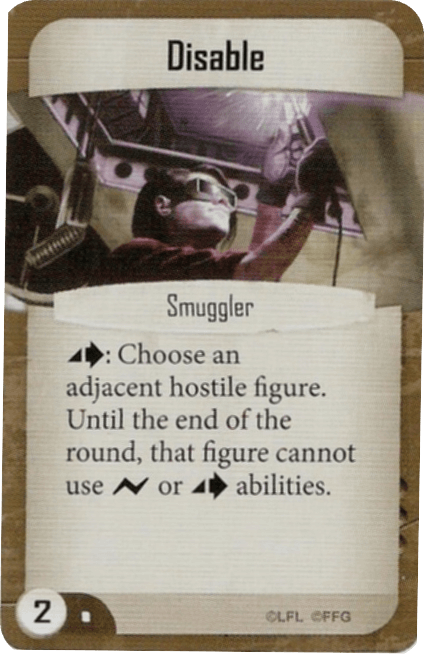 Disable
Smuggler
: Choose an
adjacent hostile figure.
Until the end of the
round, that figure cannot
use or abilities.
2
©LFL ©FFG